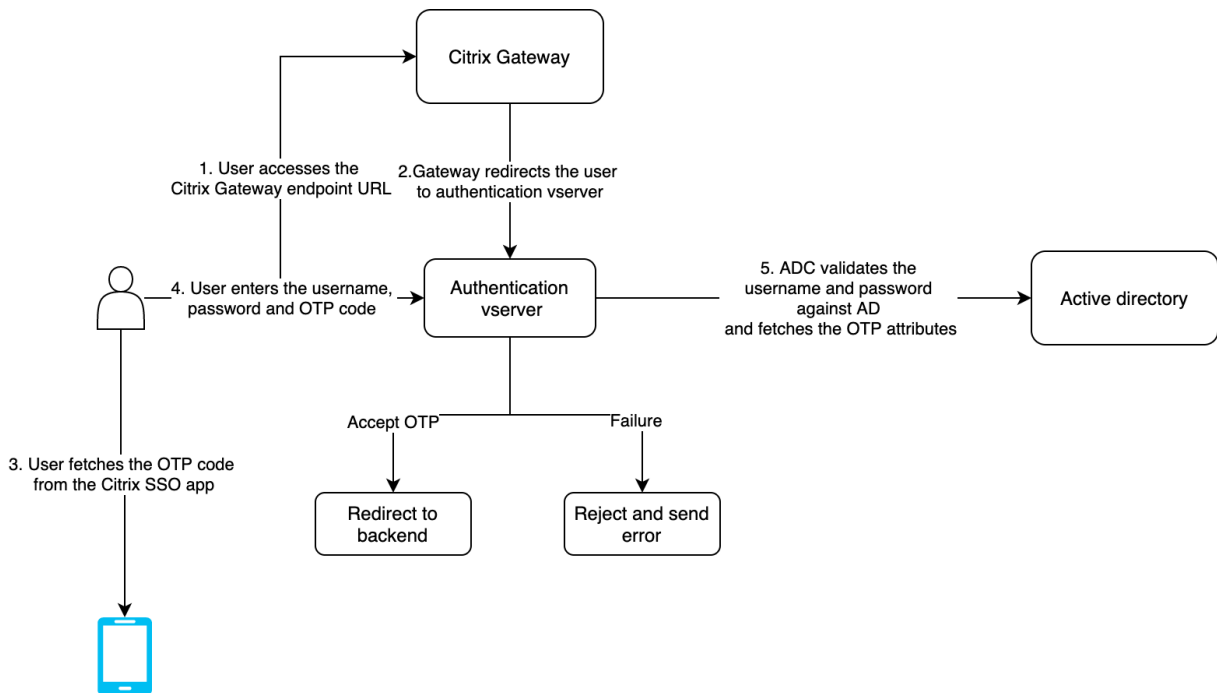 Citrix Gateway
1. User accesses the
Citrix Gateway endpoint URL
2.Gateway redirects the user
to authentication vserver
4. User enters the username,
password and OTP code
Authentication
vserver
5. ADC validates the
username and password
against AD
and fetches the OTP attributes
Active directory
Accept OTP
Failure
3. User fetches the OTP code
from the Citrix SSO app
Redirect to
backend
Reject and send
error